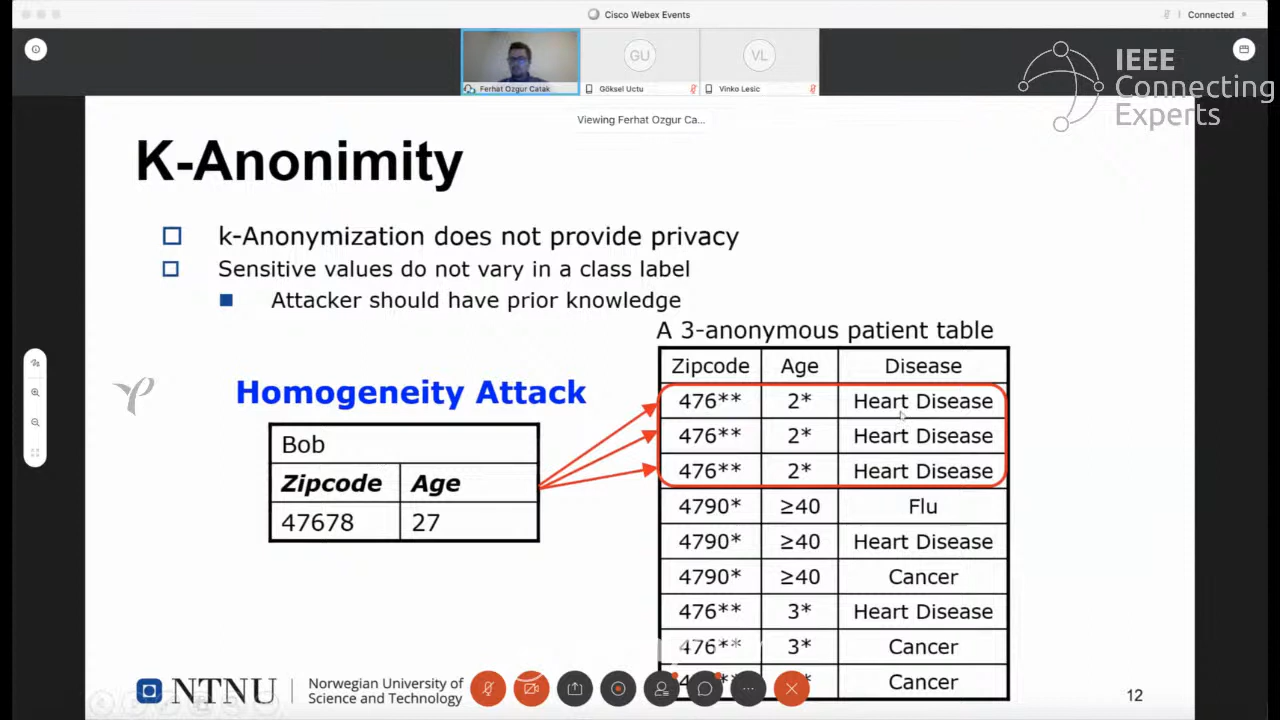 Cisco Webex Events
Connected
GU
VL
Ferhat Ozgur Catak
Göksel Uctu
Vinko Lesic
IEEE
Connecting
Experts
Viewing Ferhat Ozgur Ca...
K-Anonimity
k-Anonymization does not provide privacy
Sensitive values do not vary in a class label
Attacker should have prior knowledge
A 3-anonymous patient table
Homogeneity Attack
Bob
Zipcode Age
47678 27
Zipcode Age Disease
476** 2* Heart Disease
476** 2* Heart Disease
476** 2* Heart Disease
4790* ≥40 Flu
4790* ≥40 Heart Disease
4790* ≥40 Cancer
476** 3* Heart Disease
476** 3* Cancer
Cancer
NTNU
Norwegian University of
Science and Technology
12